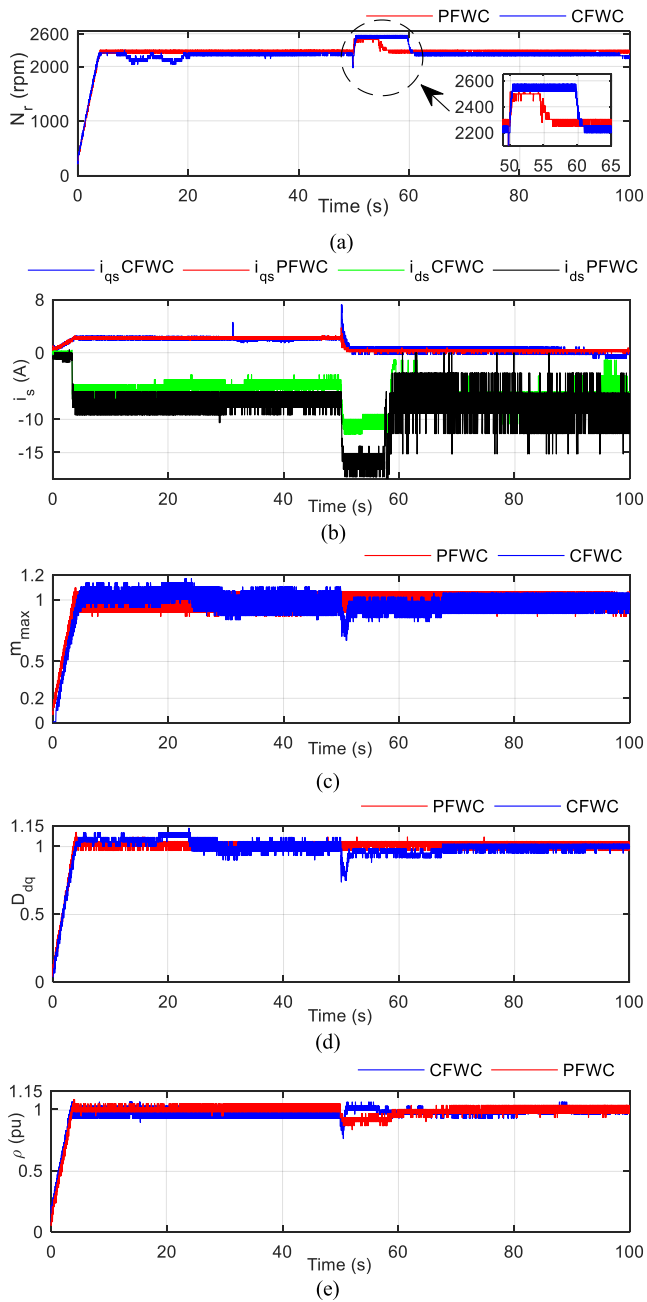 PFWC CFWC
2600
2000
1000
0
N_r (rpm)
2600
2400
2200
50 55 60 65
0 20 40 60 80 100
Time (s)
(a)
i_qs CFWC i_qs PFWC i_ds CFWC i_ds PFWC
8
0
-10
-15
i_s (A)
0 20 40 60 80 100
Time (s)
(b)
PFWC CFWC
1.2
1
0.5
0.2
0
m_max
0 20 40 60 80 100
Time (s)
(c)
PFWC CFWC
1.15
1
0.5
0
D_dq
0 20 40 60 80 100
Time (s)
(d)
CFWC PFWC
1.15
1
0.5
0
ρ (pu)
0 20 40 60 80 100
Time (s)
(e)